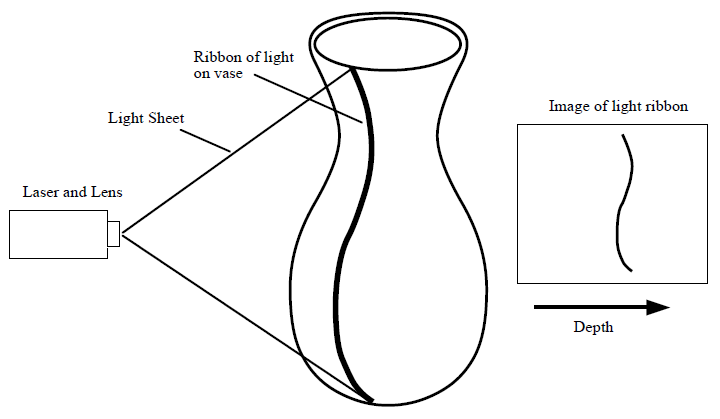 Ribbon of light
on vase
Light Sheet
Image of light ribbon
Laser and Lens
Depth